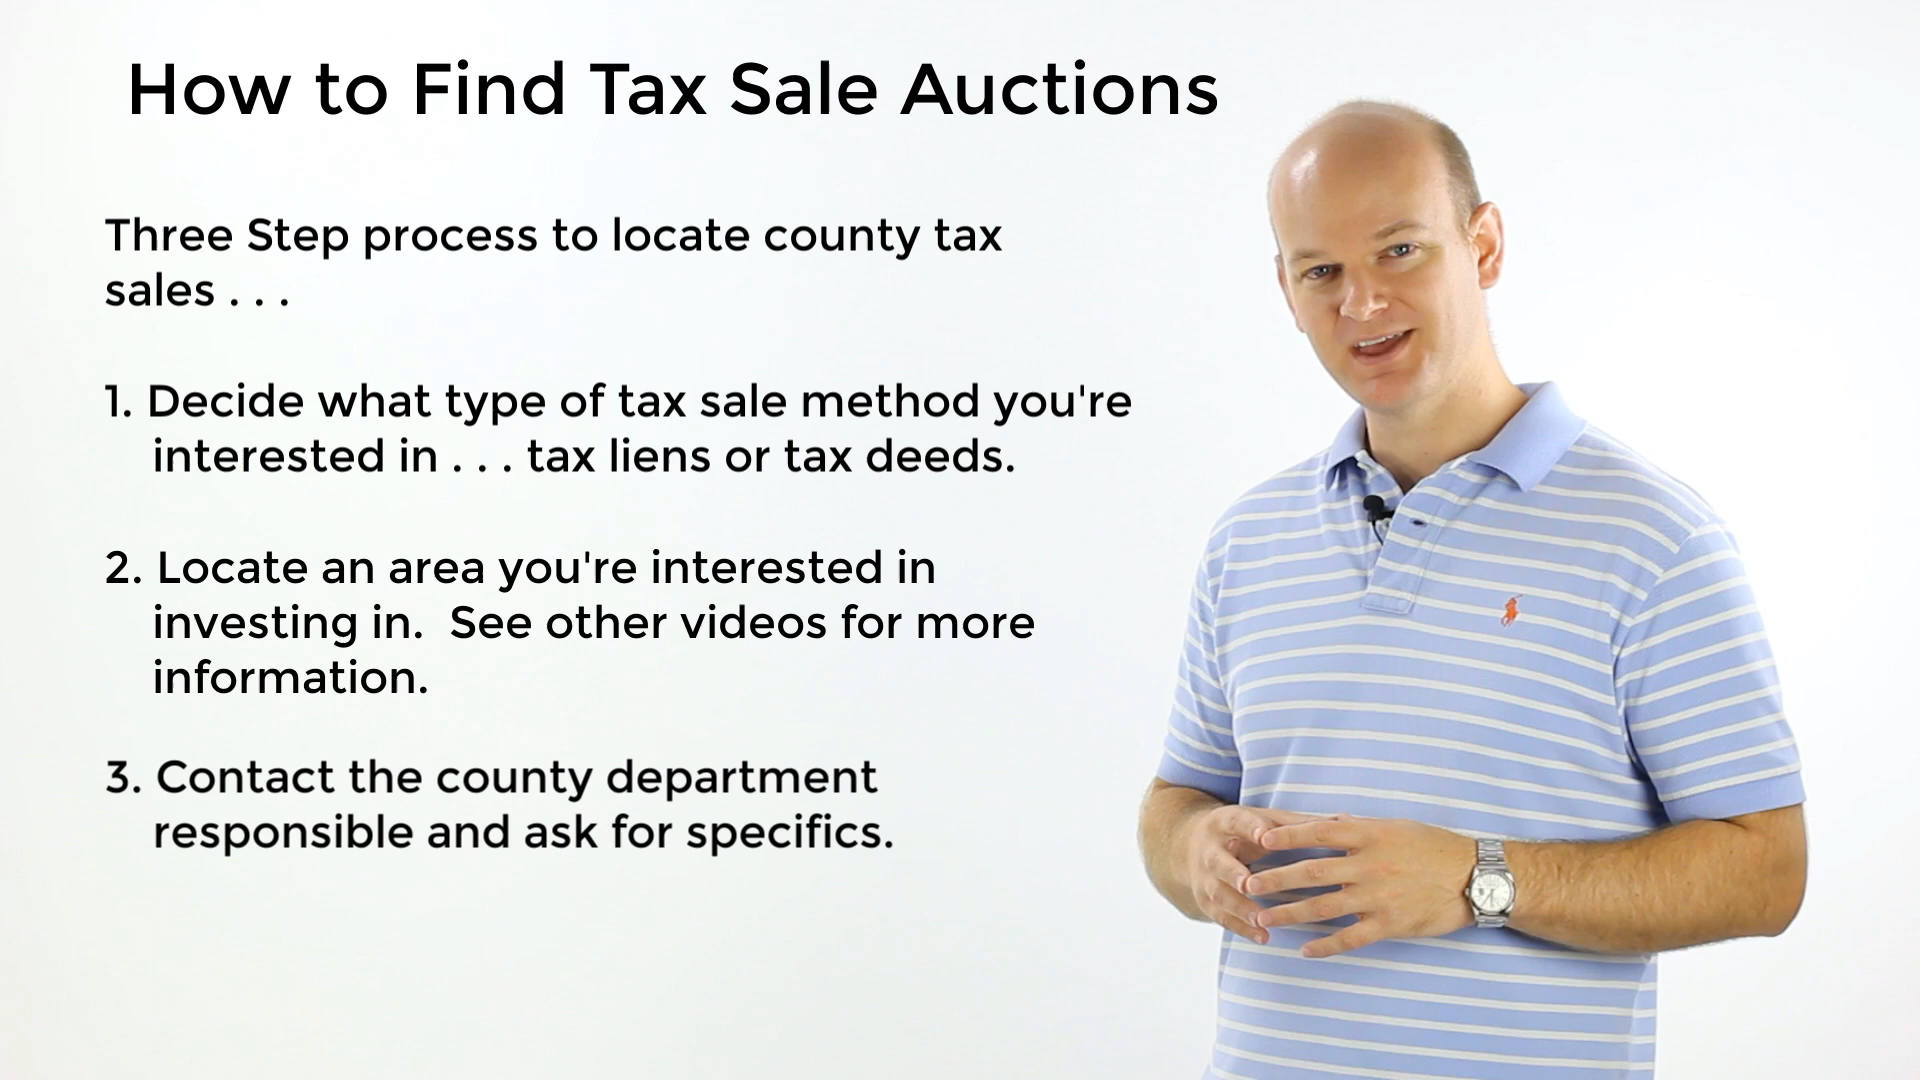 How to Find Tax Sale Auctions
Three Step process to locate county tax
sales . . .
1. Decide what type of tax sale method you're
interested in . . . tax liens or tax deeds.
2. Locate an area you're interested in
investing in.  See other videos for more
information.
3. Contact the county department
responsible and ask for specifics.